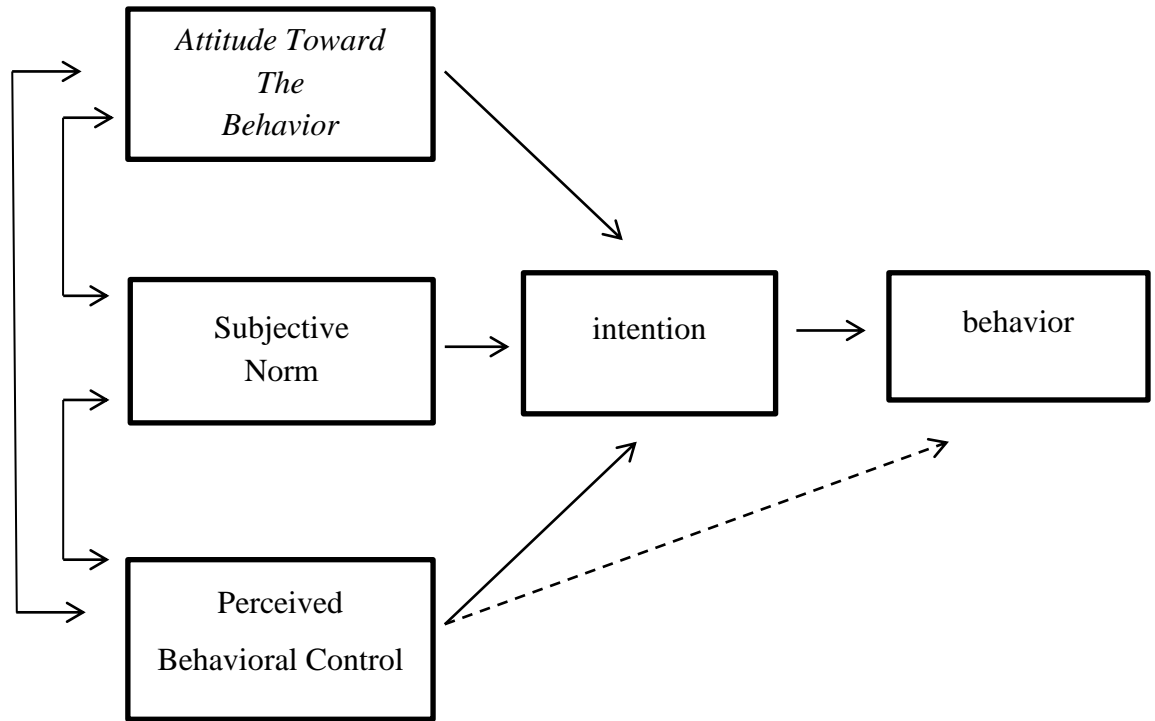 Attitude Toward
The
Behavior
Subjective
Norm
intention
behavior
Perceived
Behavioral Control